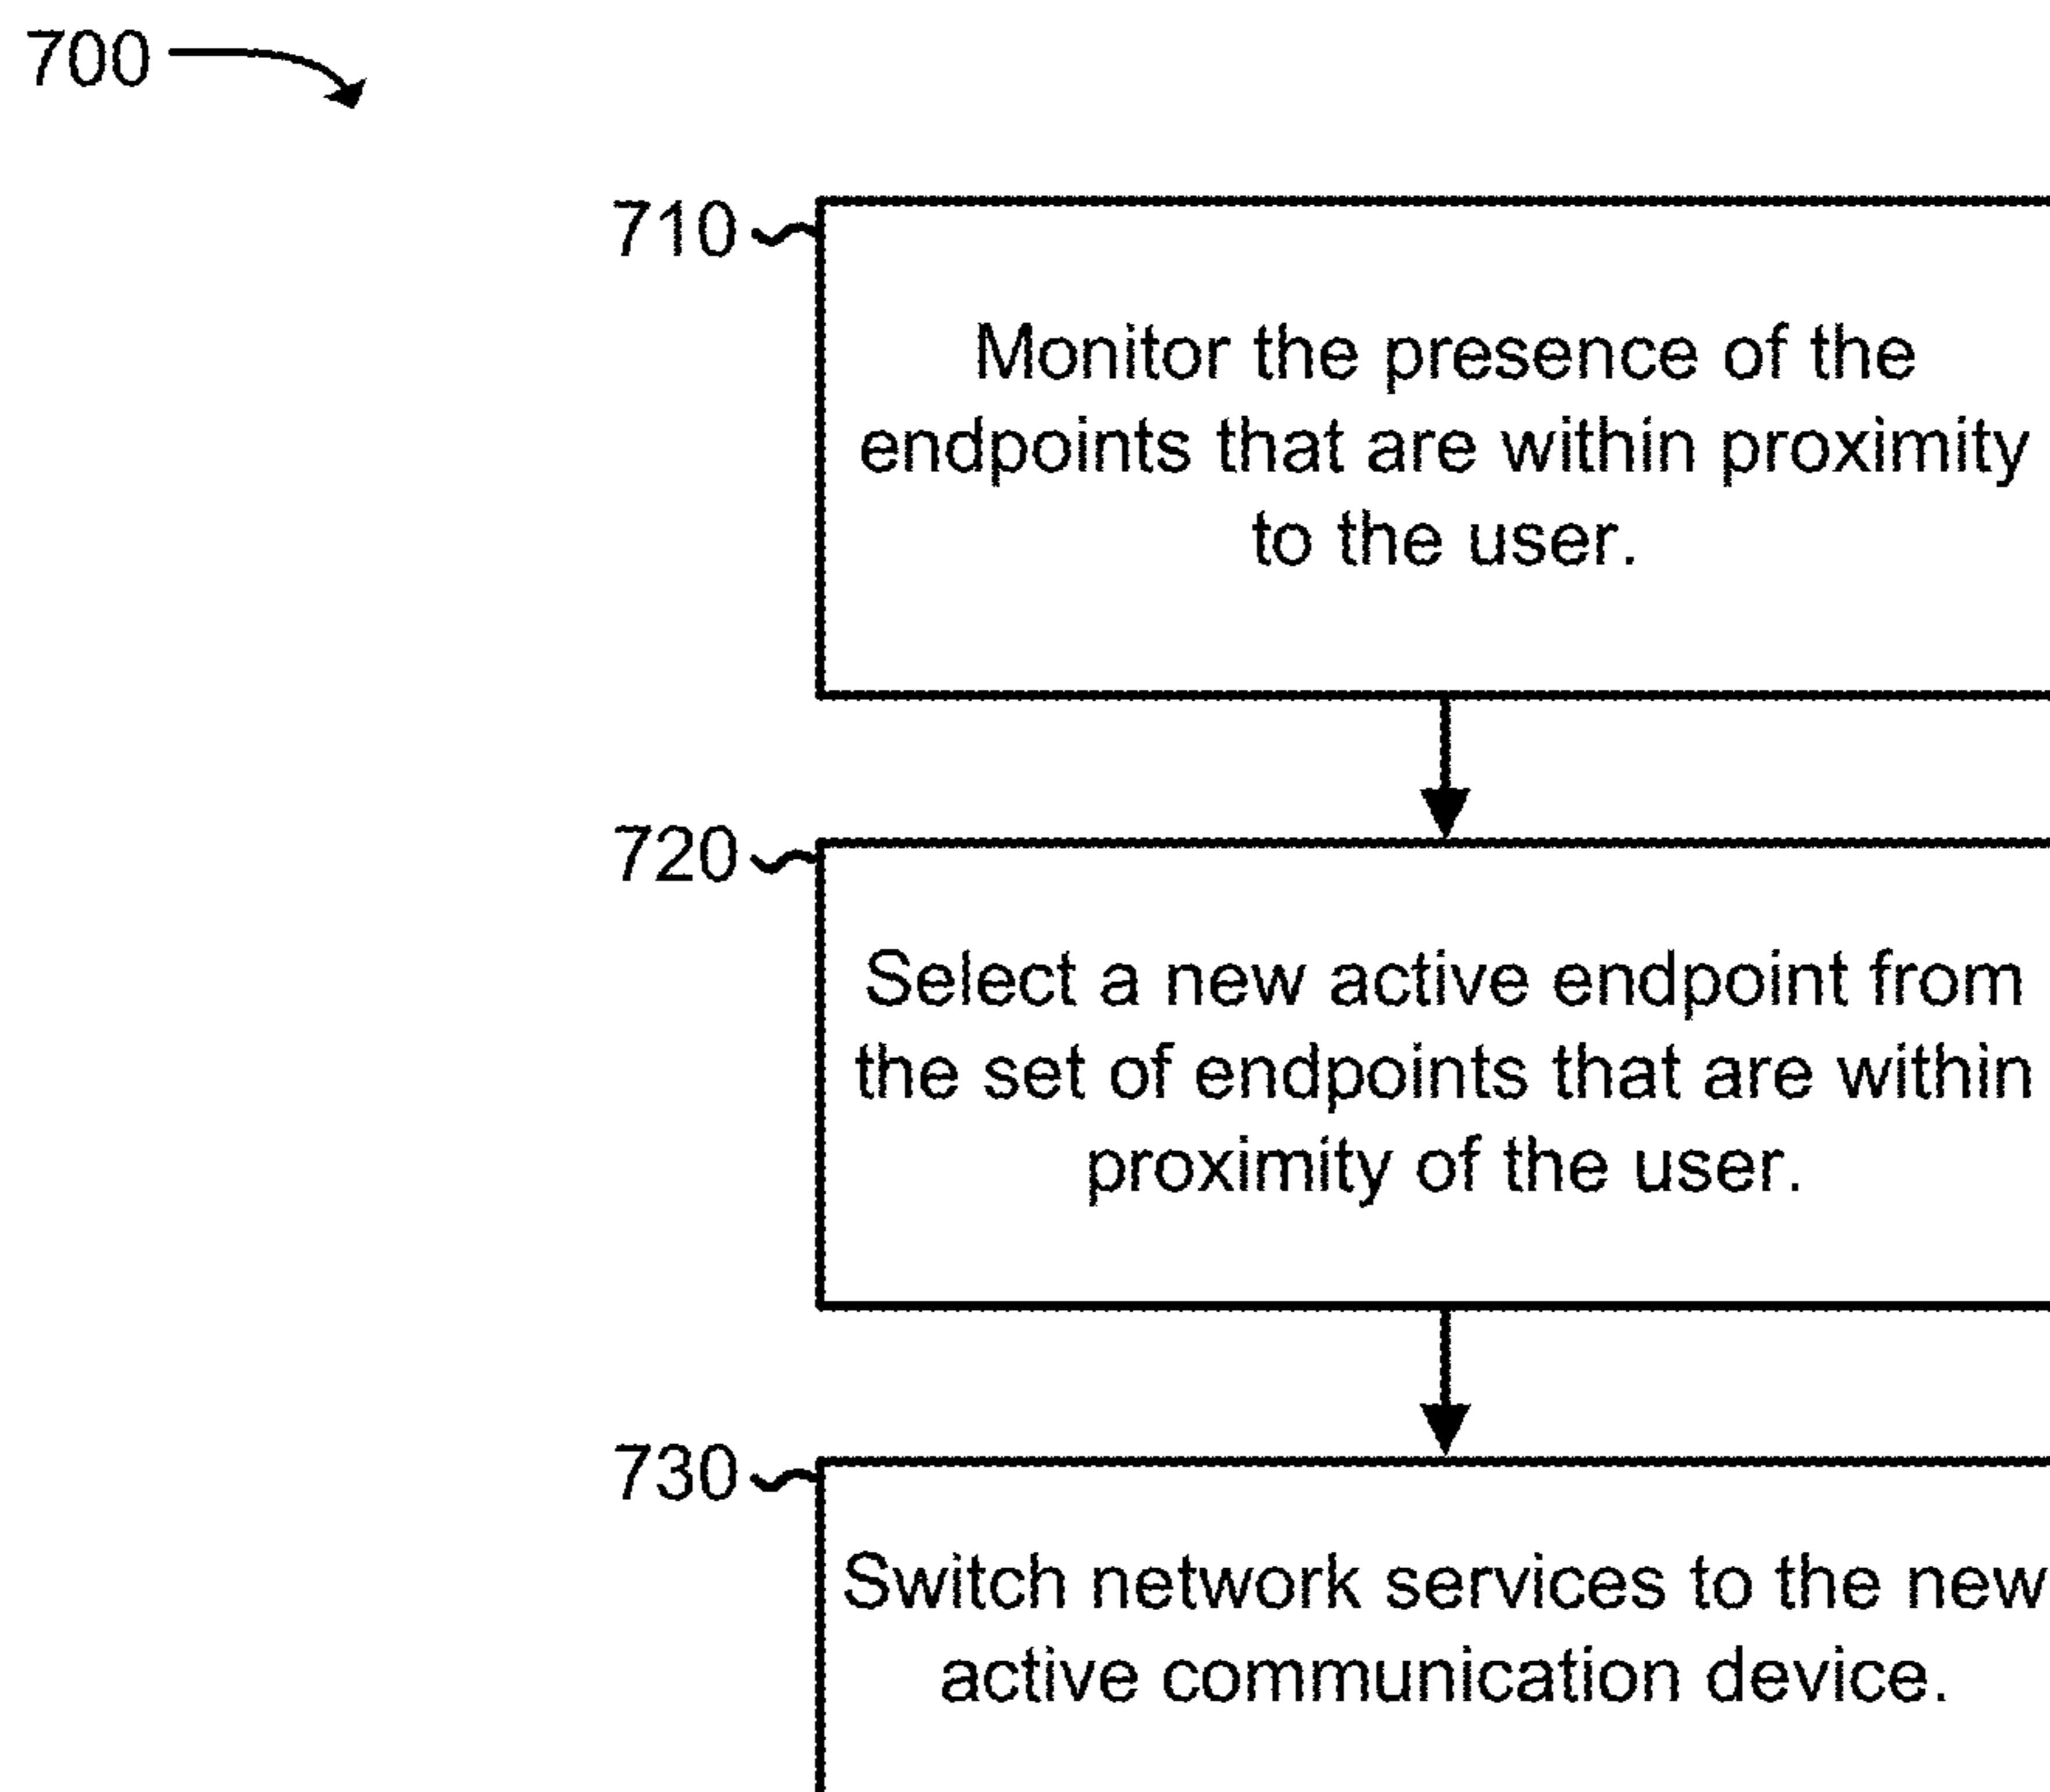 700
710
Monitor the presence of the
endpoints that are within proximity
to the user.
720
Select a new active endpoint from
the set of endpoints that are within
proximity of the user.
730
Switch network services to the new
active communication device.